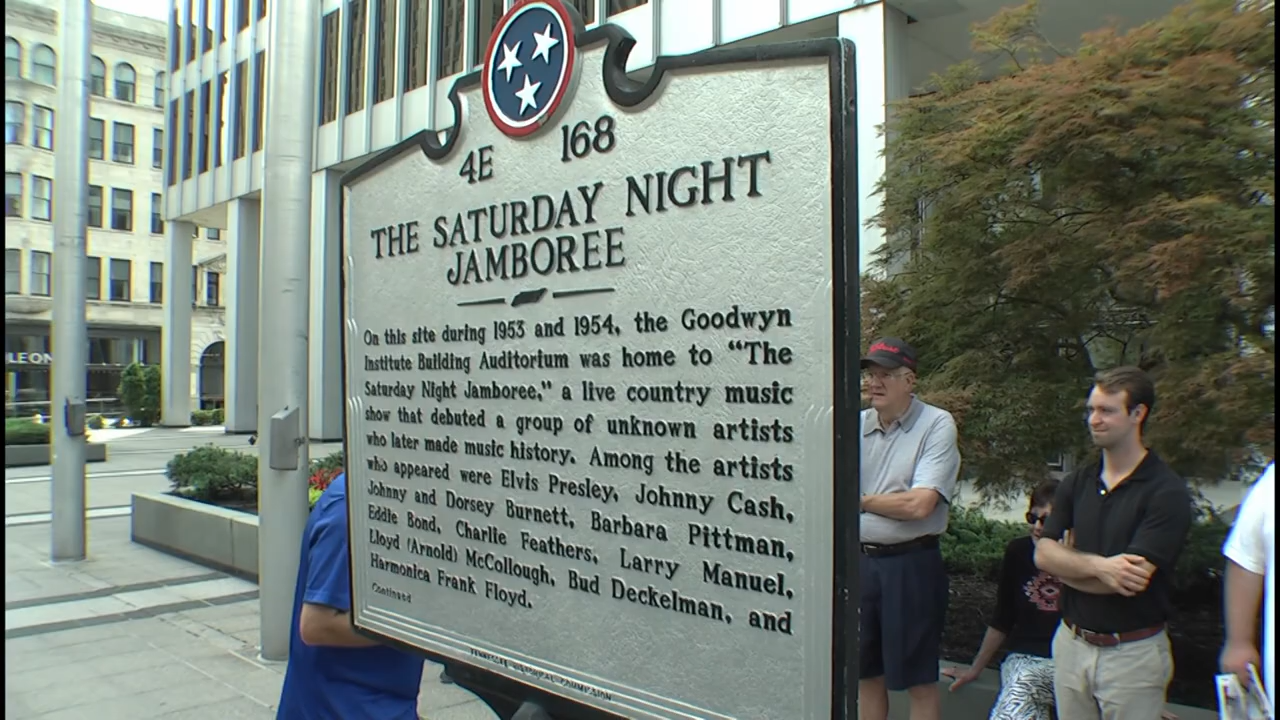 4E 168
THE SATURDAY NIGHT
JAMBOREE
On this site during 1953 and 1954, the Goodwyn
Institute Building Auditorium was home to “The
Saturday Night Jamboree,” a live country music
show that debuted a group of unknown artists
who later made music history. Among the artists
who appeared were Elvis Presley, Johnny Cash,
Johnny and Dorsey Burnett, Barbara Pittman,
Eddie Bond, Charlie Feathers, Larry Manuel,
Lloyd (Arnold) McCollough, Bud Deckelman, and
Harmonica Frank Floyd.
Continued
TENNESSEE HISTORICAL COMMISSION
LEON